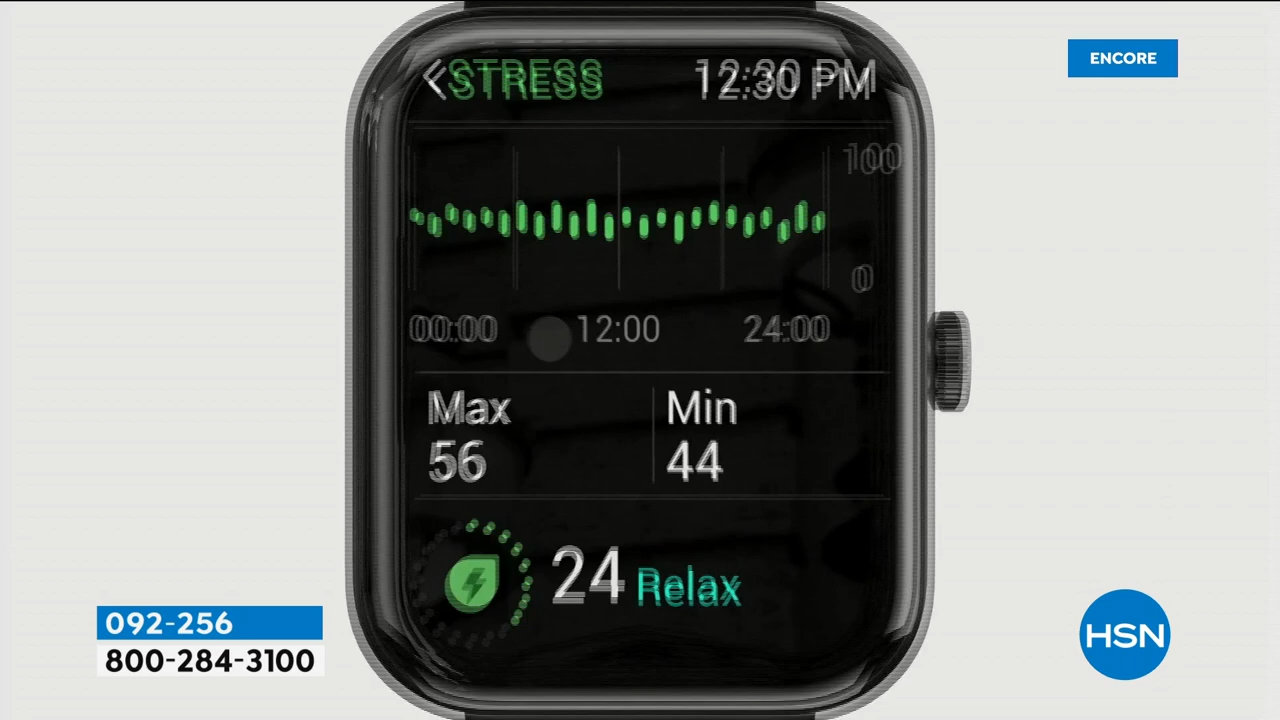 ENCORE
STRESS 12:30 PM
100
0
00:00 12:00 24:00
Max Min
56 44
24 Relax
092-256
800-284-3100
HSN